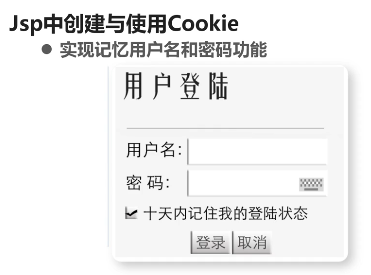 Jsp中创建与使用Cookie
● 实现记忆用户名和密码功能
用户登陆
用户名:
密 码:
十天内记住我的登陆状态
登录 取消